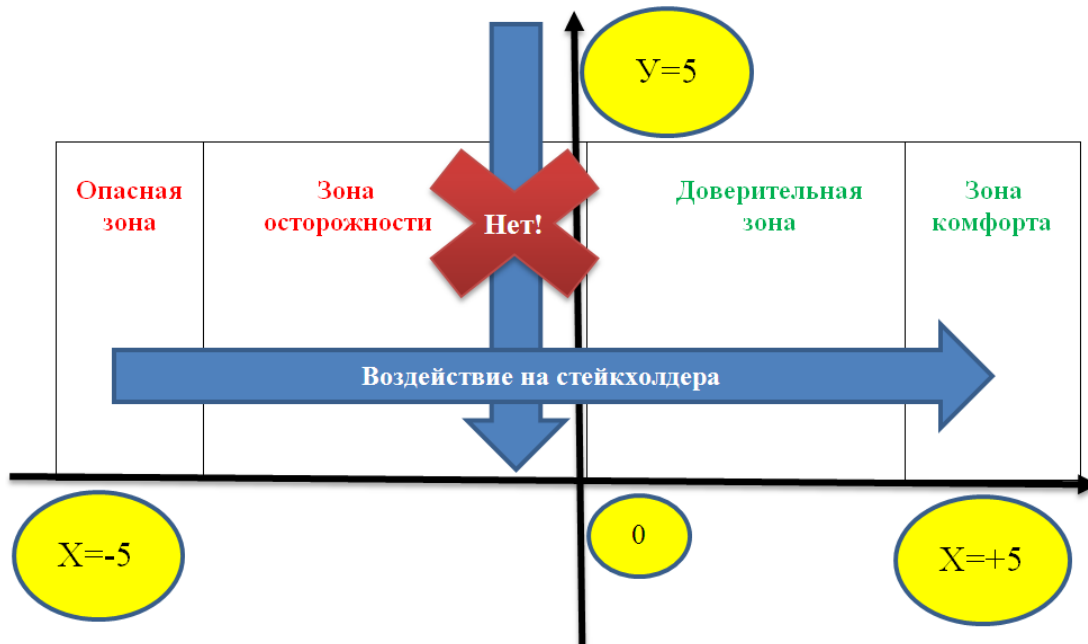 У=5
Опасная
зона
Зона
осторожности
Нет!
Доверительная
зона
Зона
комфорта
Воздействие на стейкхолдера
Х=-5
0
Х=+5